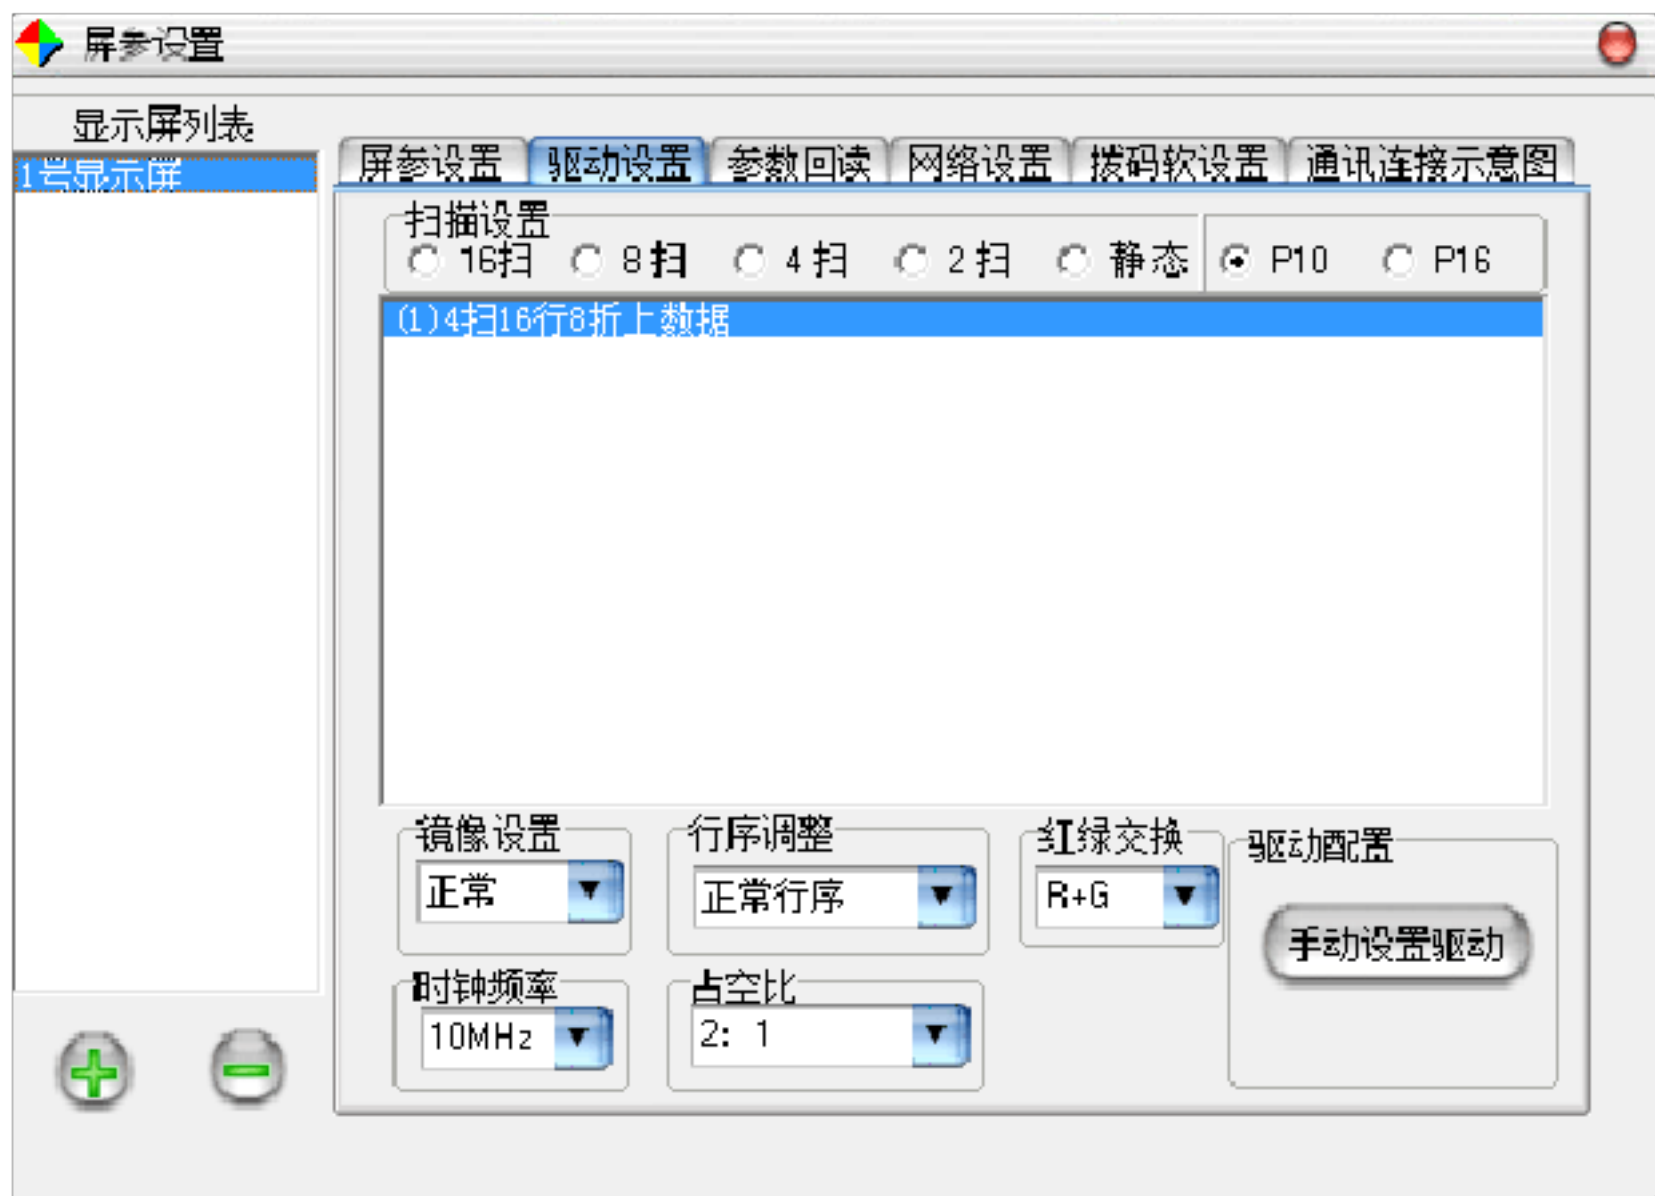 屏参设置
显示屏列表
1号显示屏
屏参设置 驱动设置 参数回读 网络设置 拨码软设置 通讯连接示意图
扫描设置
16扫 8扫 4扫 2扫 静态 P10 P16
(1)4扫16行8折上数据
镜像设置 行序调整 红绿交换 驱动配置
正常 正常行序 R+G
手动设置驱动
时钟频率 占空比
10MHz 2: 1